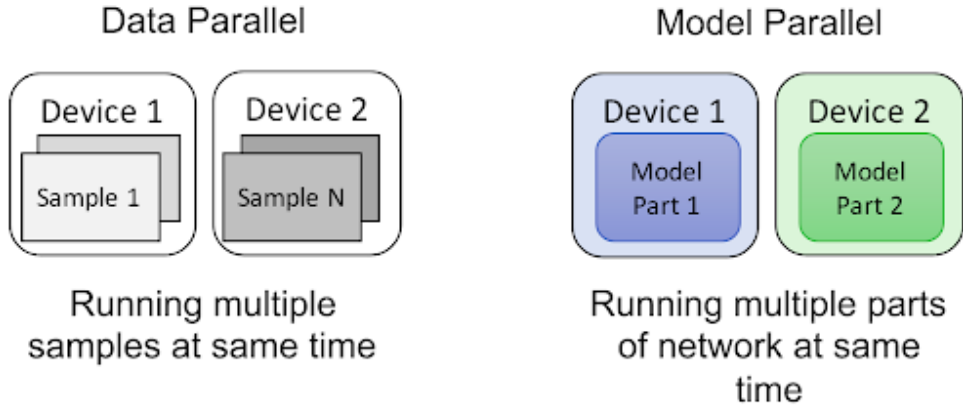 Data Parallel
Device 1
Sample 1
Device 2
Sample N
Running multiple
samples at same time
Model Parallel
Device 1
Model
Part 1
Device 2
Model
Part 2
Running multiple parts
of network at same
time